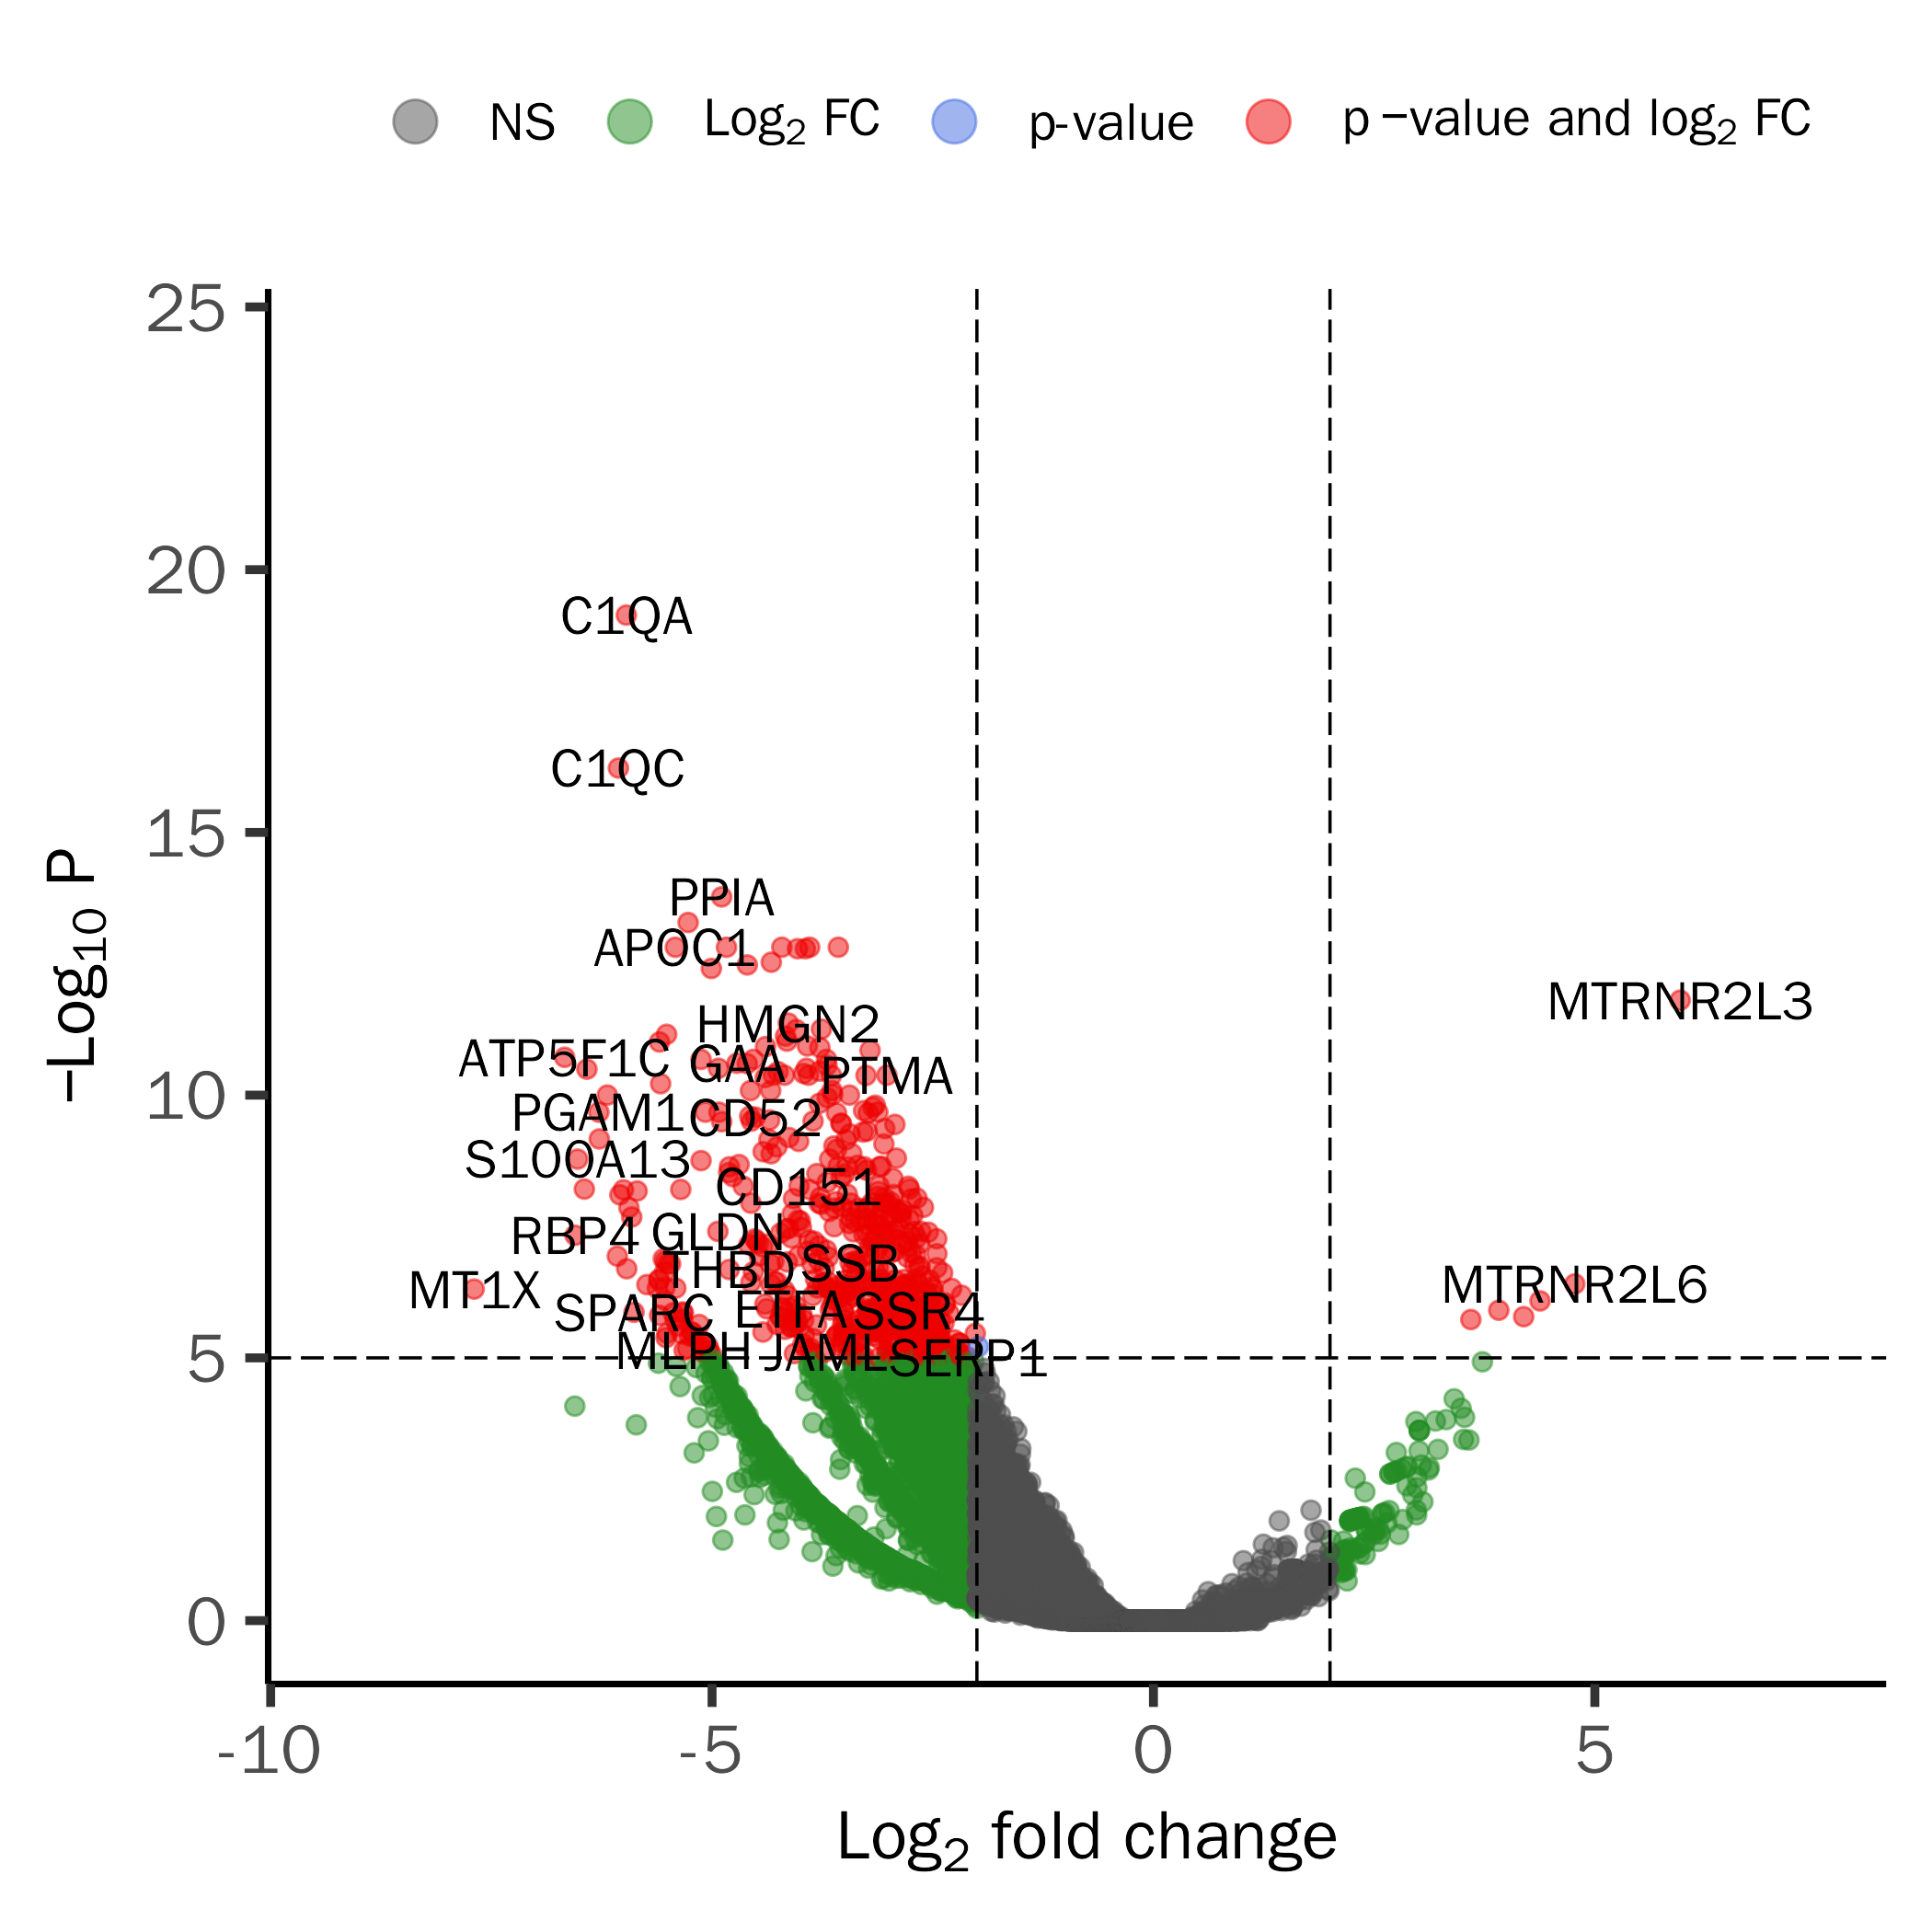 NS Log2 FC p-value p −value and log2 FC
25
20
15
10
5
0
−Log10 P
C1QA
C1QC
PPIA
APOC1
MTRNR2L3
HMGN2
ATP5F1C GAA PTMA
PGAM1 CD52
S100A13
CD151
RBP4 GLDN
THBD SSB
MT1X MTRNR2L6
SPARC ETFA SSR4
MLPH JAML SERP1
-10 -5 0 5
Log2 fold change